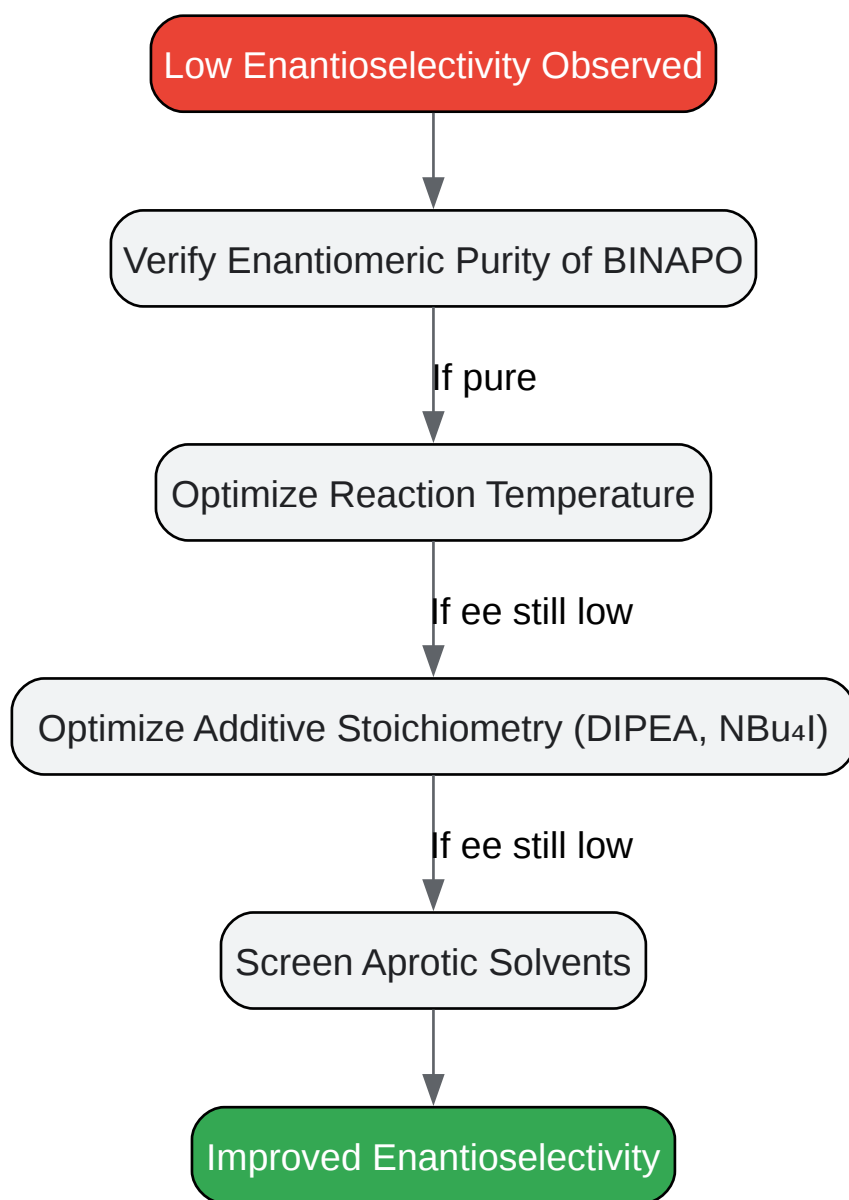 Low Enantioselectivity Observed
Verify Enantiomeric Purity of BINAPO
If pure
Optimize Reaction Temperature
If ee still low
Optimize Additive Stoichiometry (DIPEA, NBu₄I)
If ee still low
Screen Aprotic Solvents
Improved Enantioselectivity